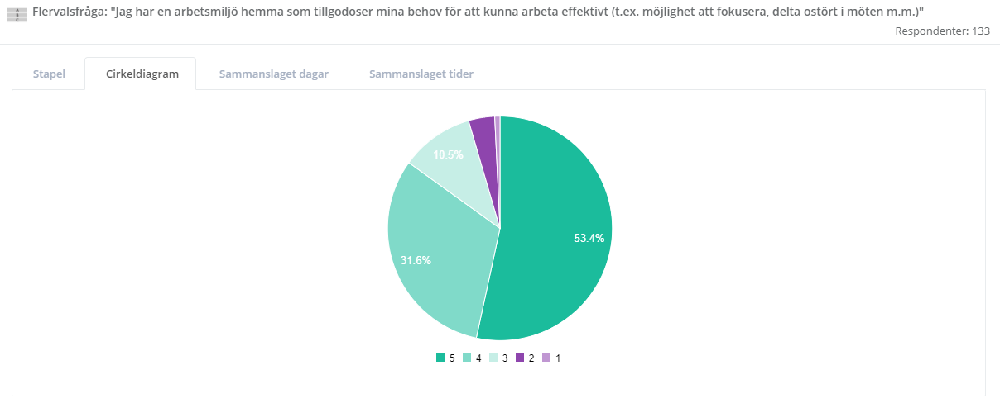 Flervalsfråga: "Jag har en arbetsmiljö hemma som tillgodoser mina behov för att kunna arbeta effektivt (t.ex. möjlighet att fokusera, delta ostört i möten m.m.)"
Respondenter: 133
Stapel Cirkeldiagram Sammanslaget dagar Sammanslaget tider
10.5%
53.4%
31.6%
5 4 3 2 1